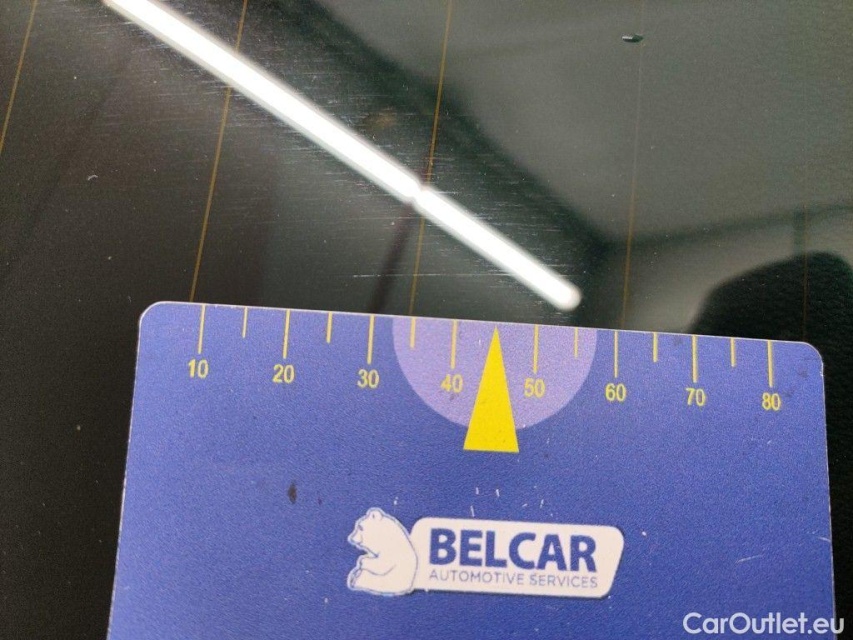 10 20 30 40 50 60 70 80
BELCAR
AUTOMOTIVE SERVICES
CarOutlet.eu